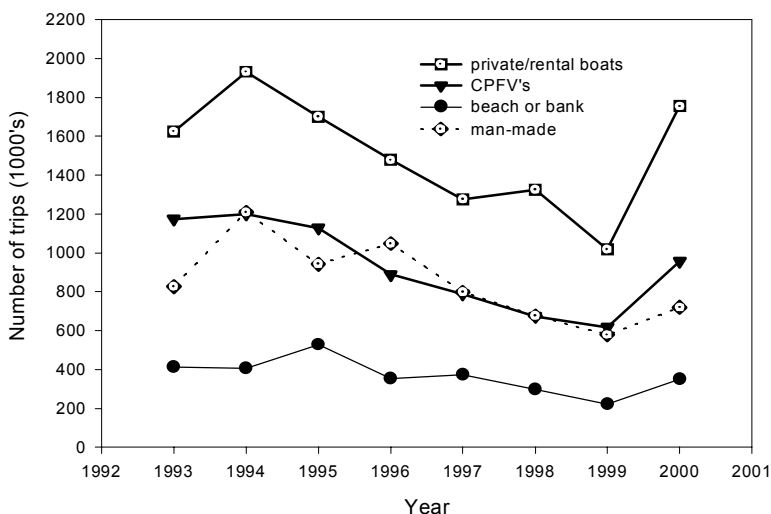 2200
2000
1800
1600
1400
1200
1000
800
600
400
200
0
Number of trips (1000's)
private/rental boats
CPFV's
beach or bank
man-made
1992 1993 1994 1995 1996 1997 1998 1999 2000 2001
Year